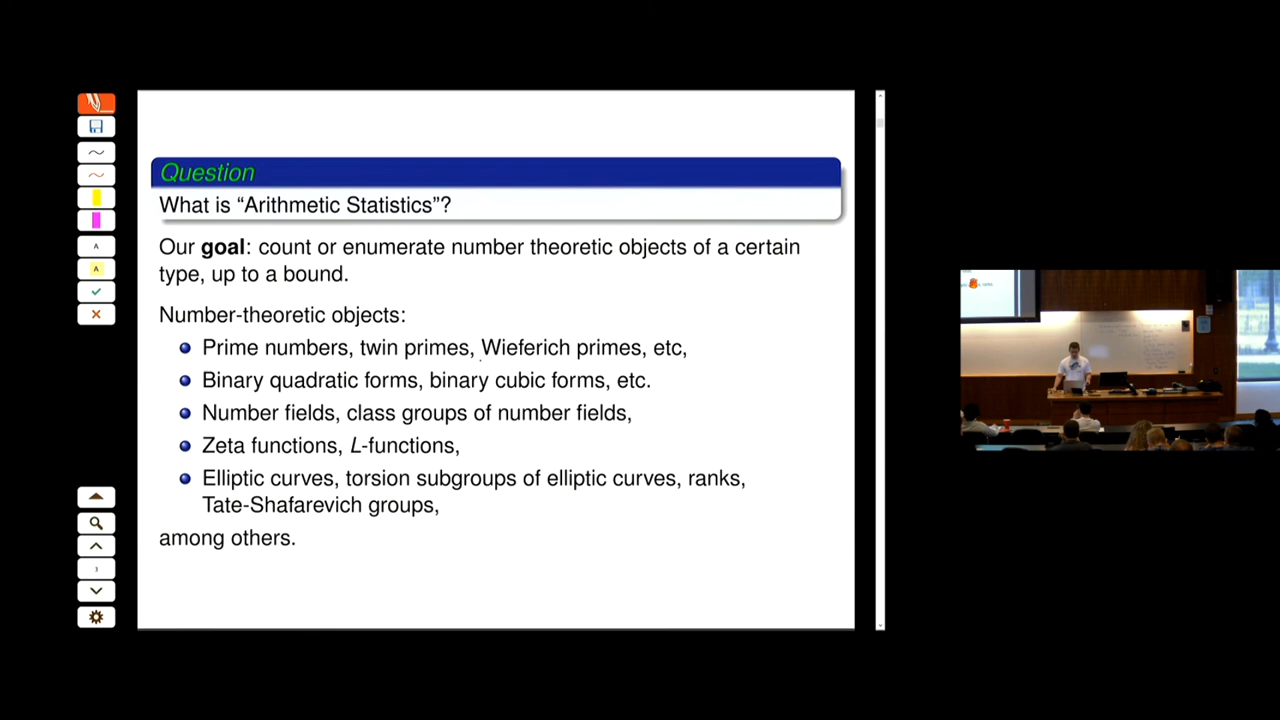 Question
What is “Arithmetic Statistics”?
Our goal: count or enumerate number theoretic objects of a certain
type, up to a bound.
Number-theoretic objects:
Prime numbers, twin primes, Wieferich primes, etc,
Binary quadratic forms, binary cubic forms, etc.
Number fields, class groups of number fields,
Zeta functions, L-functions,
Elliptic curves, torsion subgroups of elliptic curves, ranks,
Tate-Shafarevich groups,
among others.
A
A
3